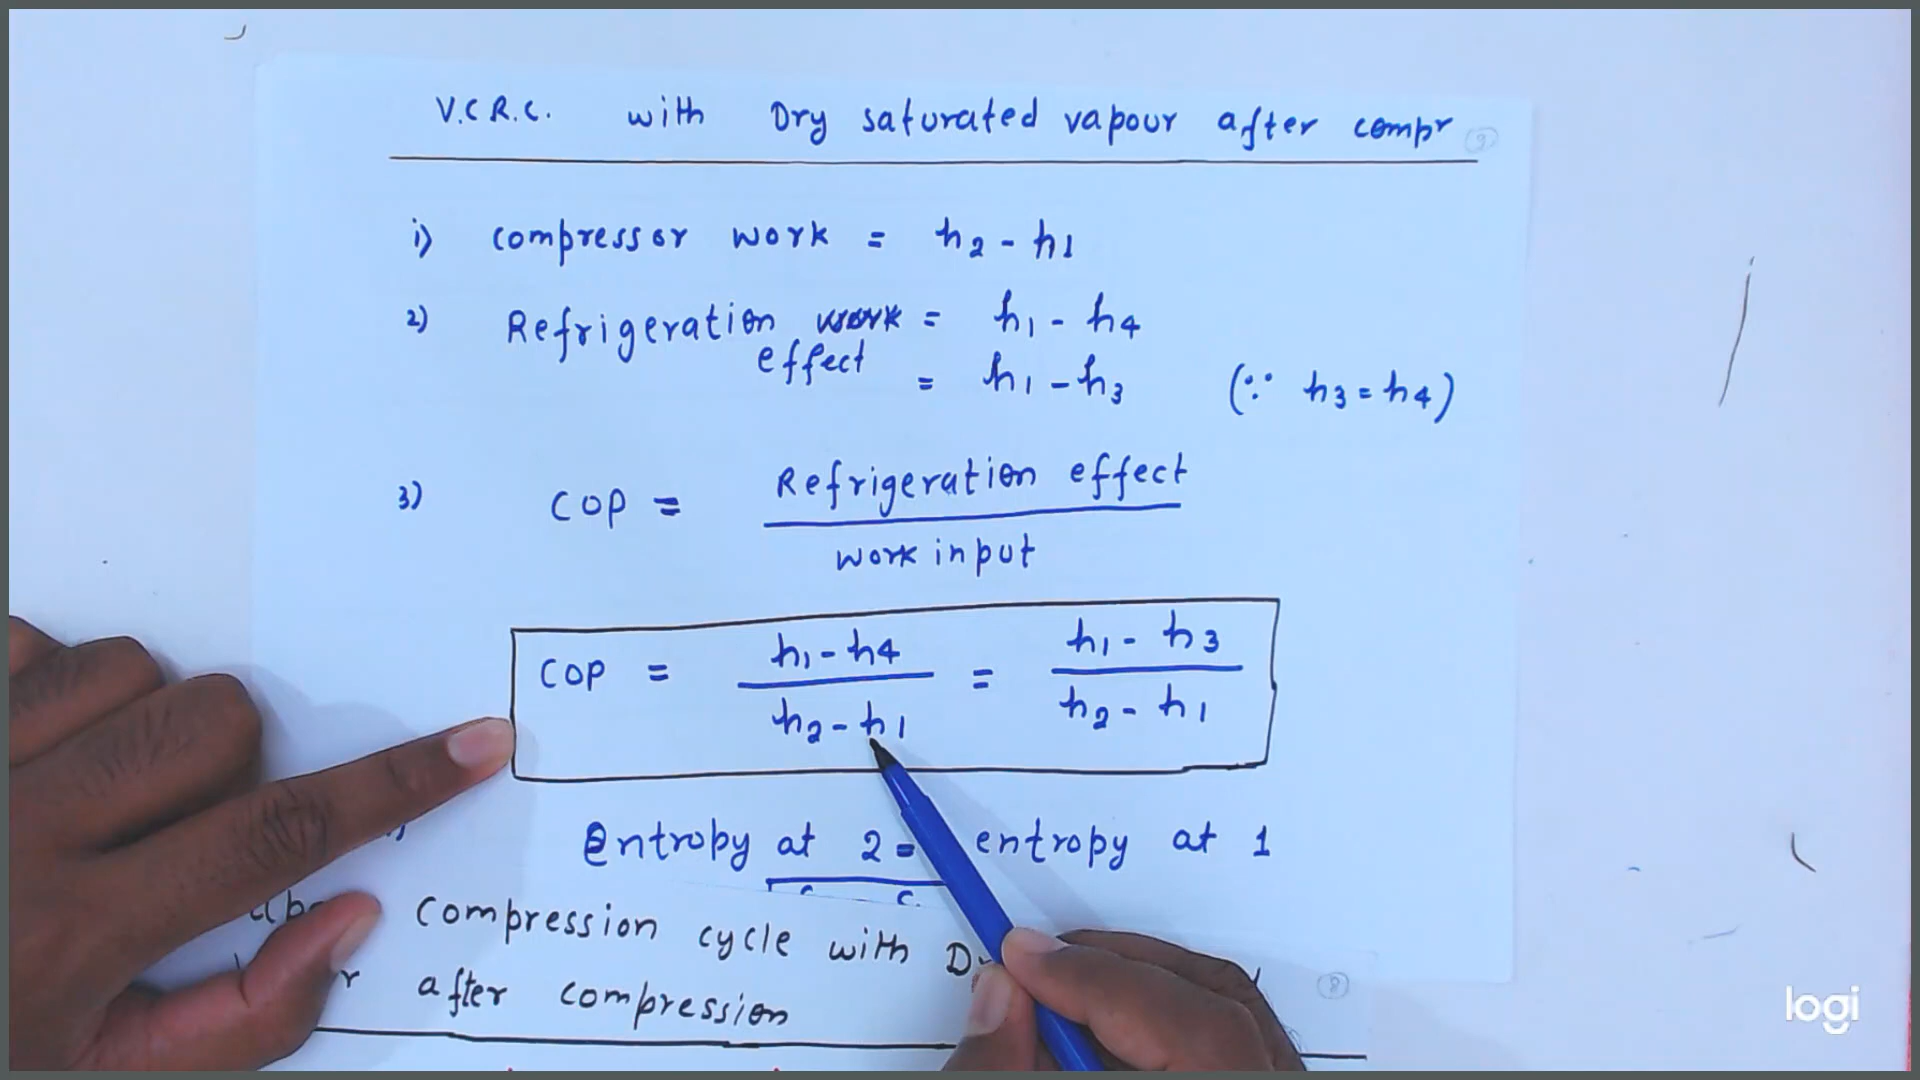 V.C.R.C. with Dry saturated vapour after compr 9
i) compressor work = h2 - h1
2) Refrigeration work = h1 - h4
effect = h1 - h3 (∵ h3 = h4)
3) COP = Refrigeration effect
work input
COP = h1 - h4 = h1 - h3
h2 - h1 h2 - h1
Entropy at 2 = entropy at 1
compression cycle with
after compression
8
logi